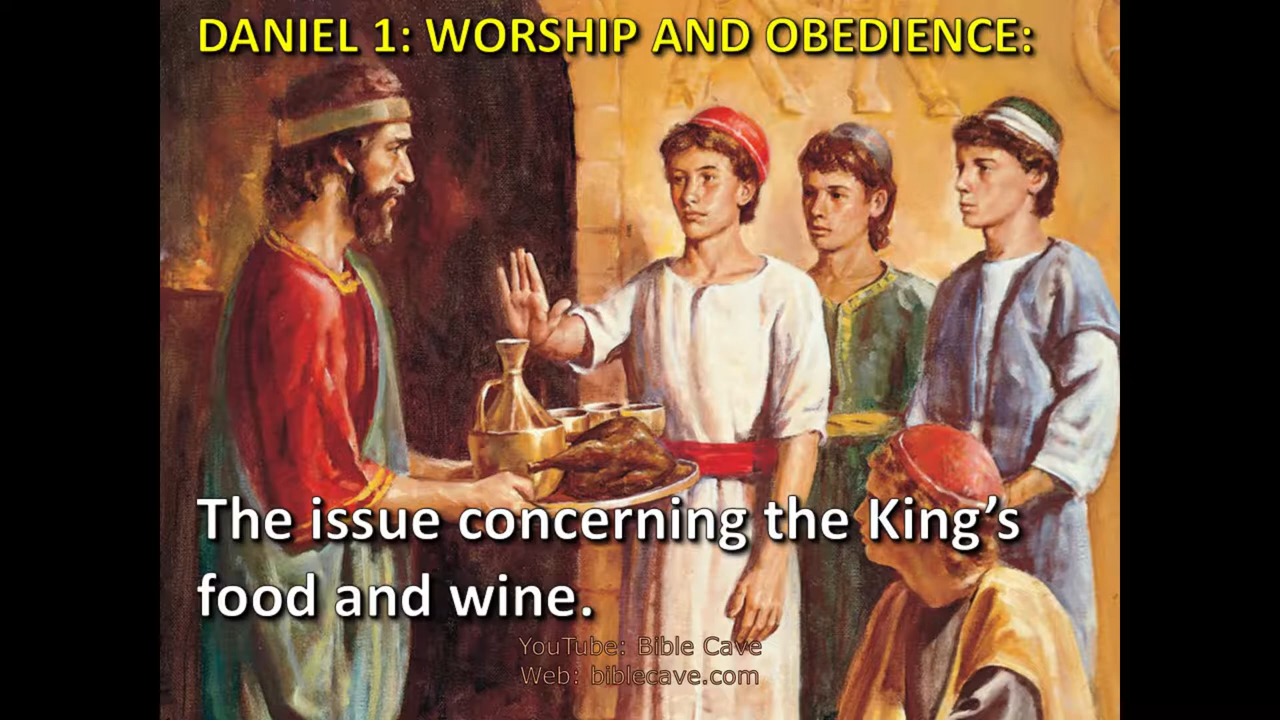 DANIEL 1: WORSHIP AND OBEDIENCE:
The issue concerning the King’s
food and wine.
YouTube: Bible Cave
Web: biblecave.com